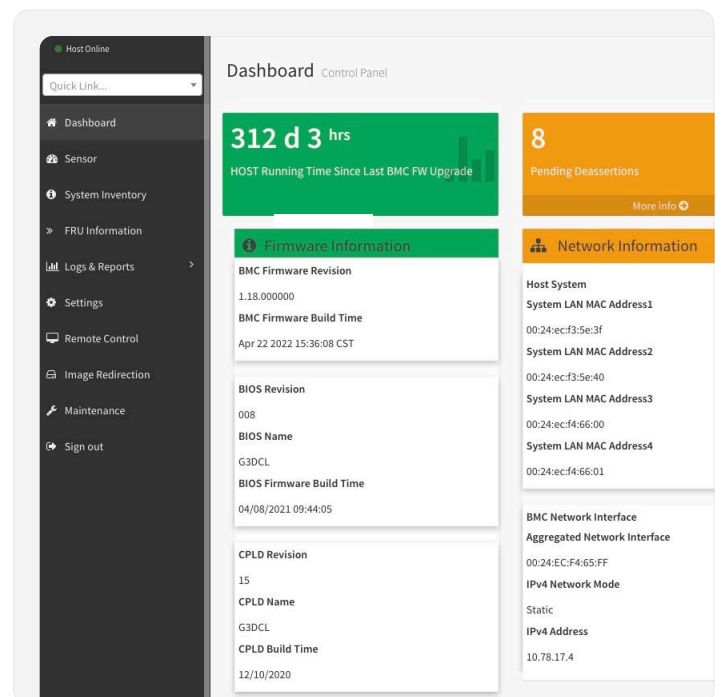 Host Online
Quick Link...
Dashboard
Sensor
System Inventory
FRU Information
Logs & Reports
Settings
Remote Control
Image Redirection
Maintenance
Sign out
Dashboard Control Panel
312 d 3 hrs
HOST Running Time Since Last BMC FW Upgrade
8
Pending Deassertions
More info
Firmware Information
BMC Firmware Revision
1.18.000000
BMC Firmware Build Time
Apr 22 2022 15:36:08 CST
BIOS Revision
008
BIOS Name
G3DCL
BIOS Firmware Build Time
04/08/2021 09:44:05
CPLD Revision
15
CPLD Name
G3DCL
CPLD Build Time
12/10/2020
Network Information
Host System
System LAN MAC Address1
00:24:ec:f3:5e:3f
System LAN MAC Address2
00:24:ec:f3:5e:40
System LAN MAC Address3
00:24:ec:f4:66:00
System LAN MAC Address4
00:24:ec:f4:66:01
BMC Network Interface
Aggregated Network Interface
00:24:EC:F4:65:FF
IPv4 Network Mode
Static
IPv4 Address
10.78.17.4